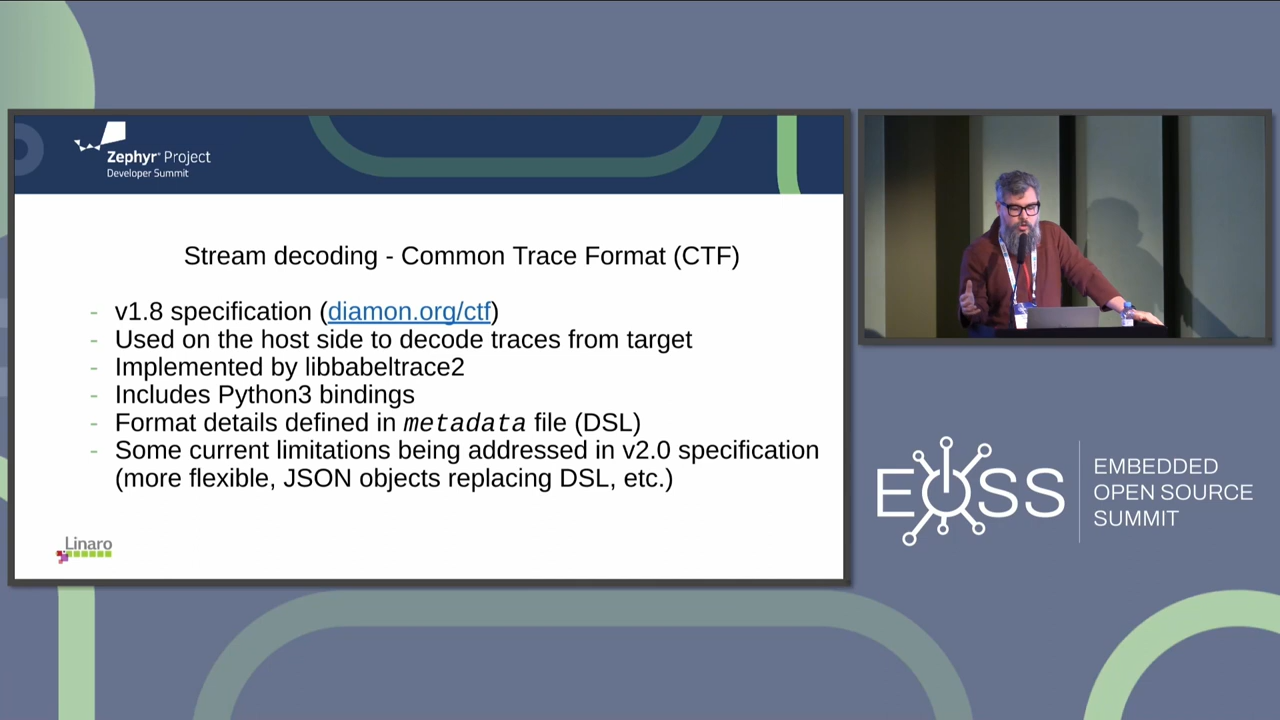 Zephyr® Project
Developer Summit
Stream decoding - Common Trace Format (CTF)
- v1.8 specification (diamon.org/ctf)
- Used on the host side to decode traces from target
- Implemented by libbabeltrace2
- Includes Python3 bindings
- Format details defined in metadata file (DSL)
- Some current limitations being addressed in v2.0 specification
(more flexible, JSON objects replacing DSL, etc.)
Linaro
EOSS
EMBEDDED
OPEN SOURCE
SUMMIT